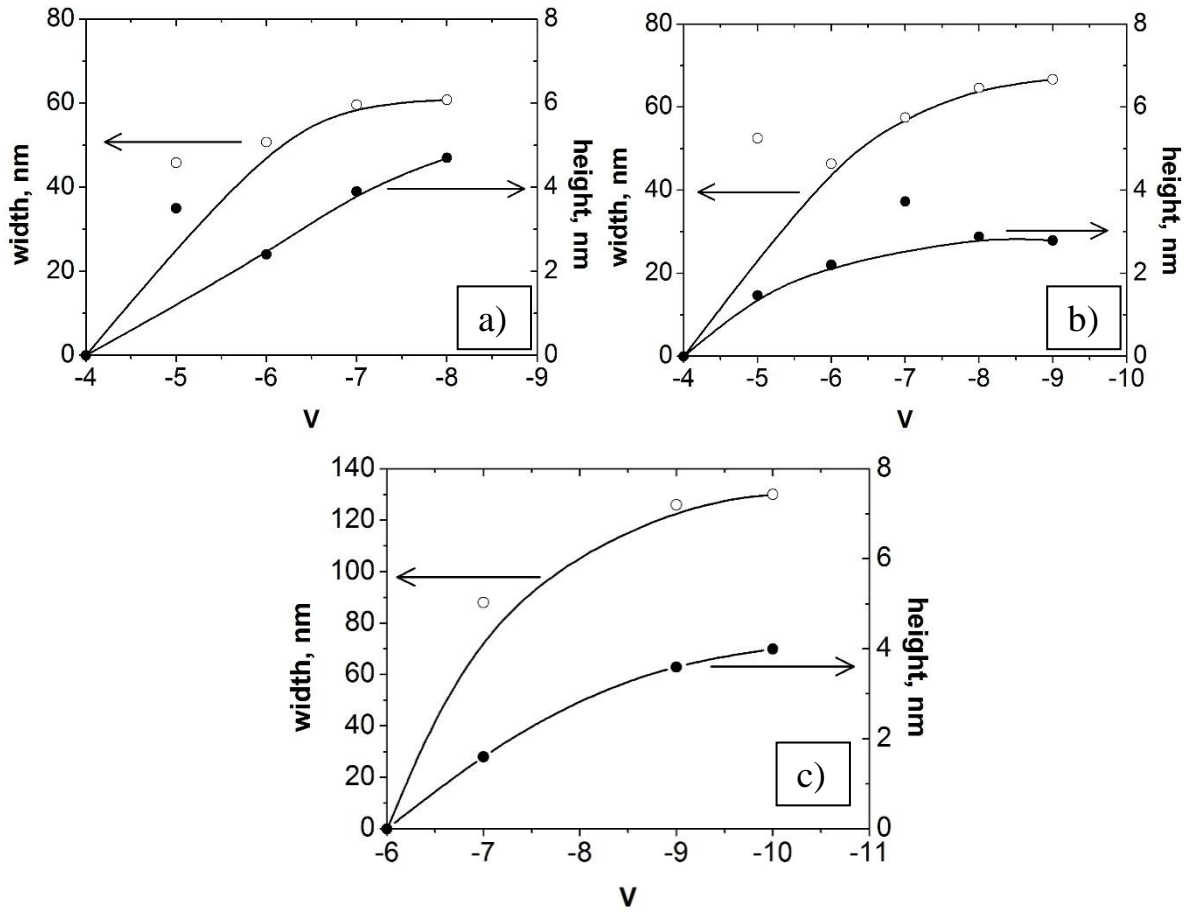 80
60
40
20
0
width, nm
8
6
4
2
0
height, nm
-4 -5 -6 -7 -8 -9
V
a)
80
60
40
20
0
width, nm
8
6
4
2
0
height, nm
-4 -5 -6 -7 -8 -9 -10
V
b)
140
120
100
80
60
40
20
0
width, nm
8
6
4
2
0
height, nm
-6 -7 -8 -9 -10 -11
V
c)